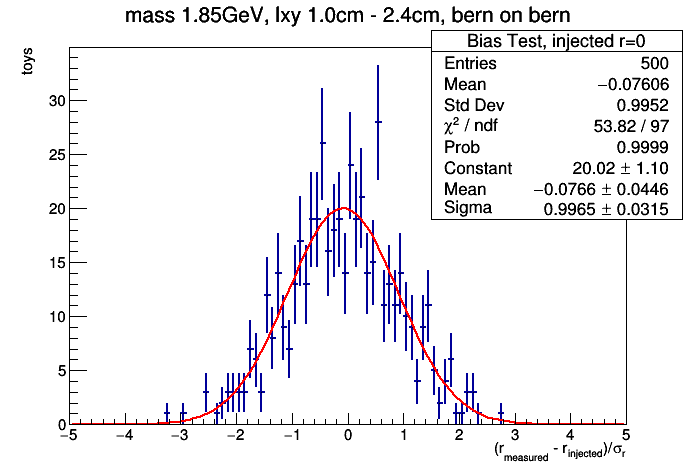 mass 1.85GeV, lxy 1.0cm - 2.4cm, bern on bern
Bias Test, injected r=0
Entries 500
Mean −0.07606
Std Dev 0.9952
χ² / ndf 53.82 / 97
Prob 0.9999
Constant 20.02 ± 1.10
Mean −0.0766 ± 0.0446
Sigma 0.9965 ± 0.0315
toys
30
25
20
15
10
5
0
−5 −4 −3 −2 −1 0 1 2 3 4 5
(r_measured - r_injected)/σ_r